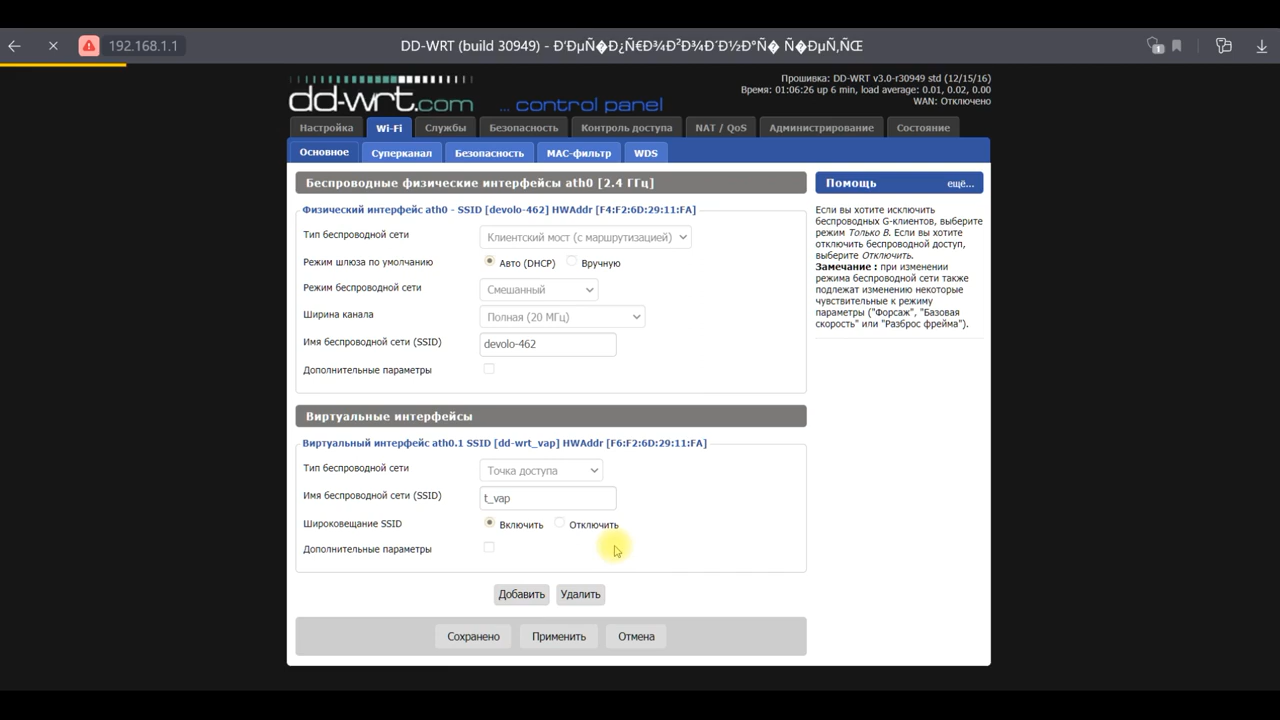 192.168.1.1
DD-WRT (build 30949) - Ð'ÐµÑ�Ð¿Ñ€Ð¾Ð²Ð¾Ð´Ð½Ð°Ñ� Ñ�ÐµÑ‚ÑŒ
1
dd-wrt.com ... control panel
Прошивка: DD-WRT v3.0-r30949 std (12/15/16)
Время: 01:06:26 up 6 min, load average: 0.01, 0.02, 0.00
WAN: Отключено
Настройка Wi-Fi Службы Безопасность Контроль доступа NAT / QoS Администрирование Состояние
Основное Суперканал Безопасность MAC-фильтр WDS
Беспроводные физические интерфейсы ath0 [2.4 ГГц]
Физический интерфейс ath0 - SSID [devolo-462] HWAddr [F4:F2:6D:29:11:FA]
Тип беспроводной сети Клиентский мост (с маршрутизацией)
Режим шлюза по умолчанию Авто (DHCP) Вручную
Режим беспроводной сети Смешанный
Ширина канала Полная (20 МГц)
Имя беспроводной сети (SSID) devolo-462
Дополнительные параметры
Виртуальные интерфейсы
Виртуальный интерфейс ath0.1 SSID [dd-wrt_vap] HWAddr [F6:F2:6D:29:11:FA]
Тип беспроводной сети Точка доступа
Имя беспроводной сети (SSID) t_vap
Широковещание SSID Включить Отключить
Дополнительные параметры
Добавить Удалить
Сохранено Применить Отмена
Помощь ещё...
Если вы хотите исключить
беспроводных G-клиентов, выберите
режим Только B. Если вы хотите
отключить беспроводной доступ,
выберите Отключить.
Замечание : при изменении
режима беспроводной сети также
подлежат изменению некоторые
чувствительные к режиму
параметры ("Форсаж", "Базовая
скорость" или "Разброс фрейма").